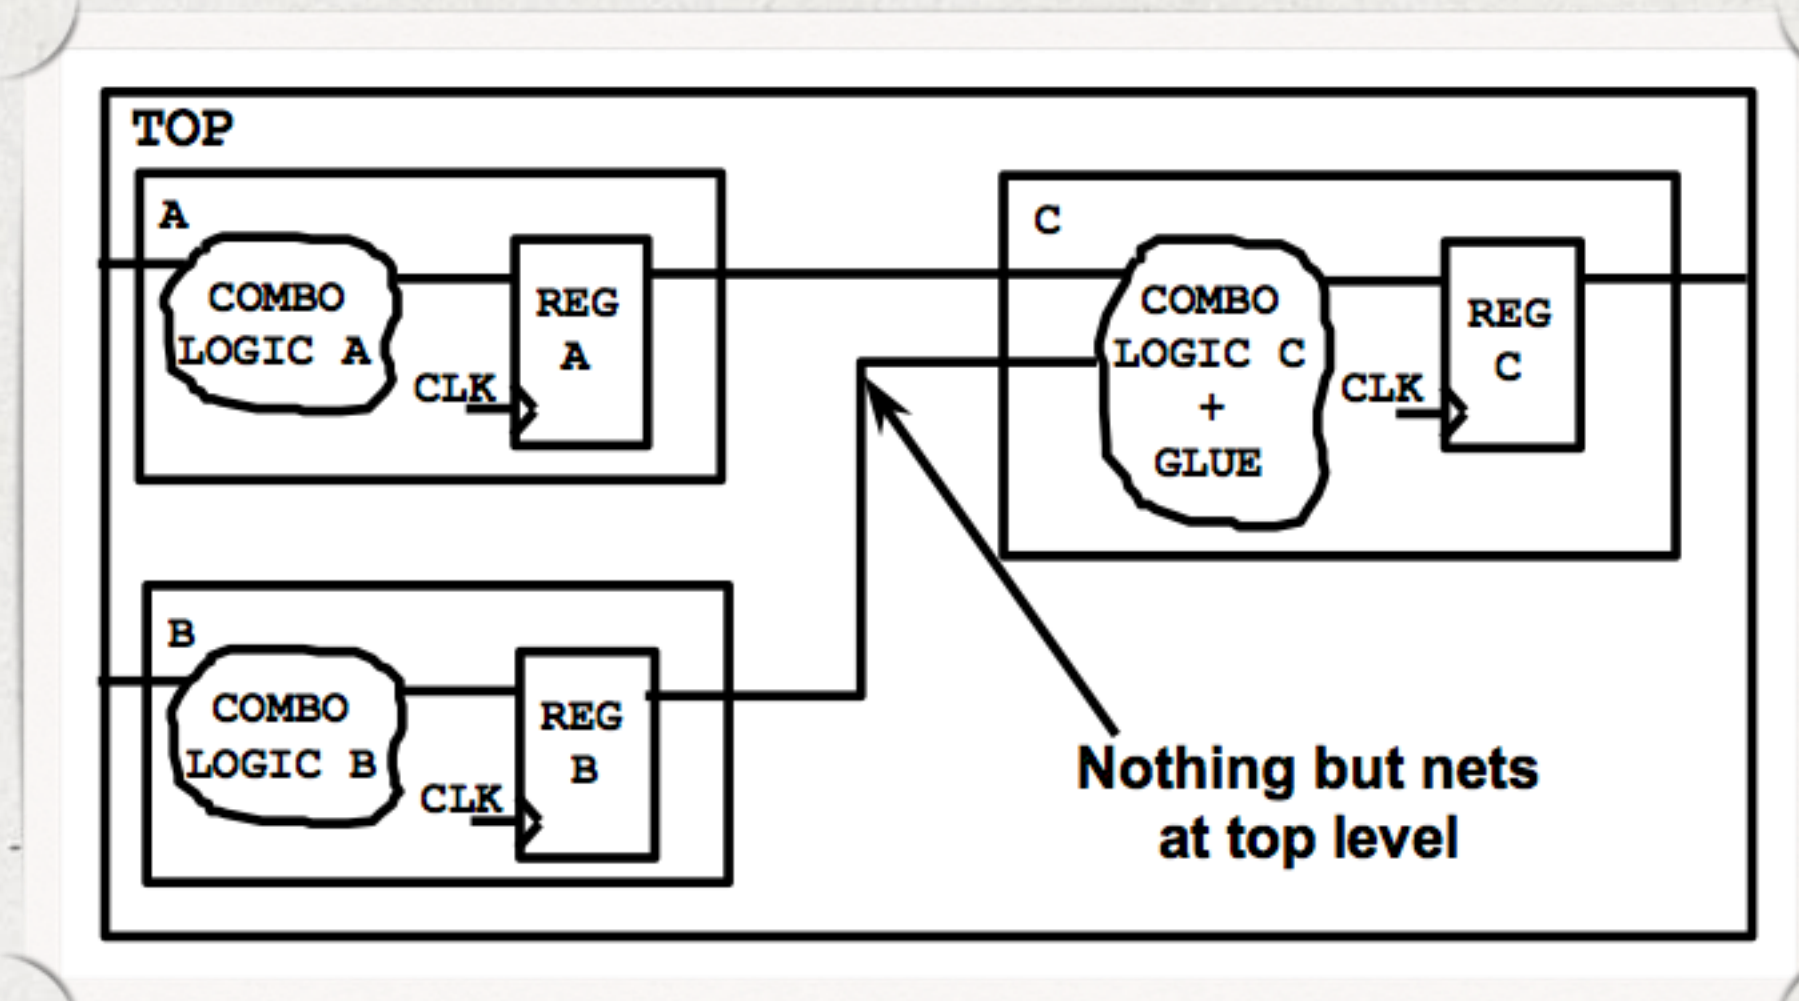 TOP
A
COMBO
LOGIC A
CLK
REG
A
C
COMBO
LOGIC C
+
GLUE
CLK
REG
C
B
COMBO
LOGIC B
CLK
REG
B
Nothing but nets
at top level